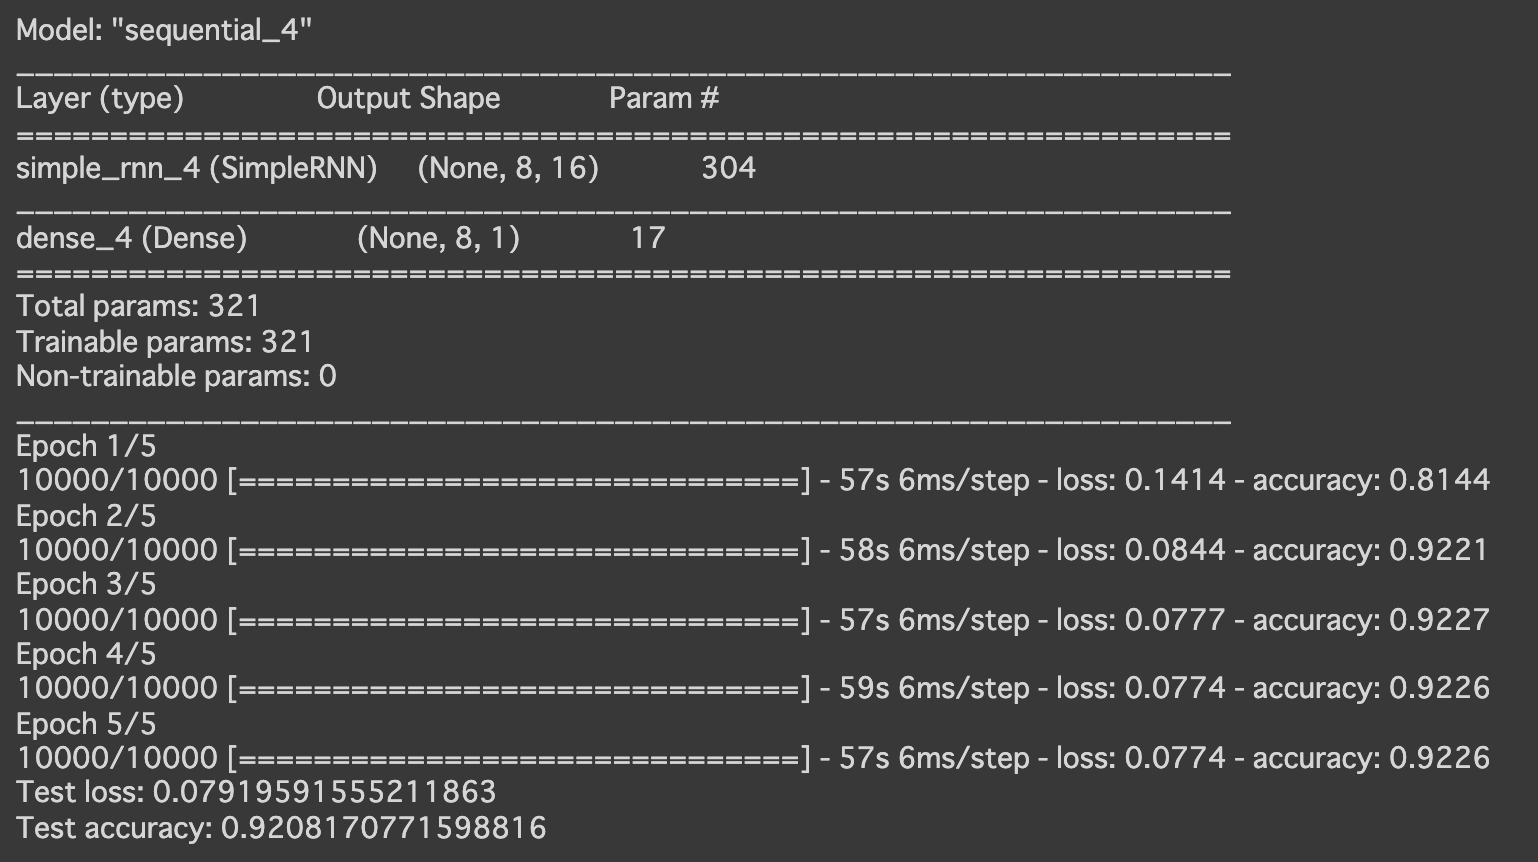 Model: "sequential_4"
_________________________________________________________________
Layer (type)                 Output Shape              Param #
=================================================================
simple_rnn_4 (SimpleRNN)     (None, 8, 16)             304
_________________________________________________________________
dense_4 (Dense)              (None, 8, 1)              17
=================================================================
Total params: 321
Trainable params: 321
Non-trainable params: 0
_________________________________________________________________
Epoch 1/5
10000/10000 [==============================] - 57s 6ms/step - loss: 0.1414 - accuracy: 0.8144
Epoch 2/5
10000/10000 [==============================] - 58s 6ms/step - loss: 0.0844 - accuracy: 0.9221
Epoch 3/5
10000/10000 [==============================] - 57s 6ms/step - loss: 0.0777 - accuracy: 0.9227
Epoch 4/5
10000/10000 [==============================] - 59s 6ms/step - loss: 0.0774 - accuracy: 0.9226
Epoch 5/5
10000/10000 [==============================] - 57s 6ms/step - loss: 0.0774 - accuracy: 0.9226
Test loss: 0.07919591555211863
Test accuracy: 0.9208170771598816